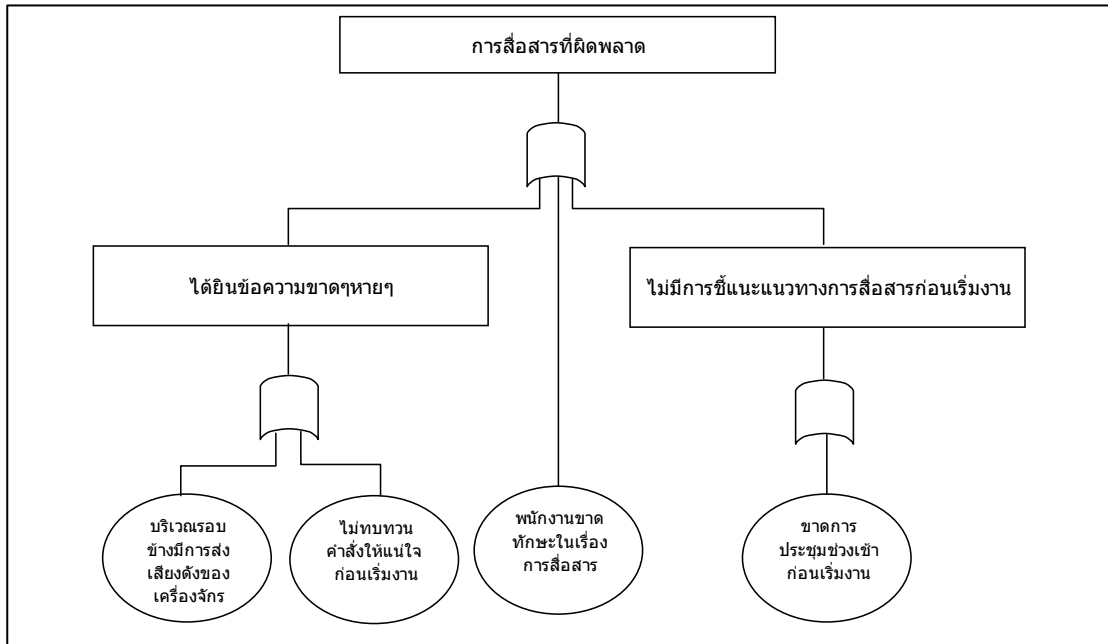 การสื่อสารที่ผิดพลาด
ได้ยินข้อความขาดๆหายๆ
ไม่มีการชี้แนะแนวทางการสื่อสารก่อนเริ่มงาน
บริเวณรอบ
ข้างมีการส่ง
เสียงดังของ
เครื่องจักร
ไม่ทบทวน
คำสั่งให้แน่ใจ
ก่อนเริ่มงาน
พนักงานขาด
ทักษะในเรื่อง
การสื่อสาร
ขาดการ
ประชุมช่วงเช้า
ก่อนเริ่มงาน